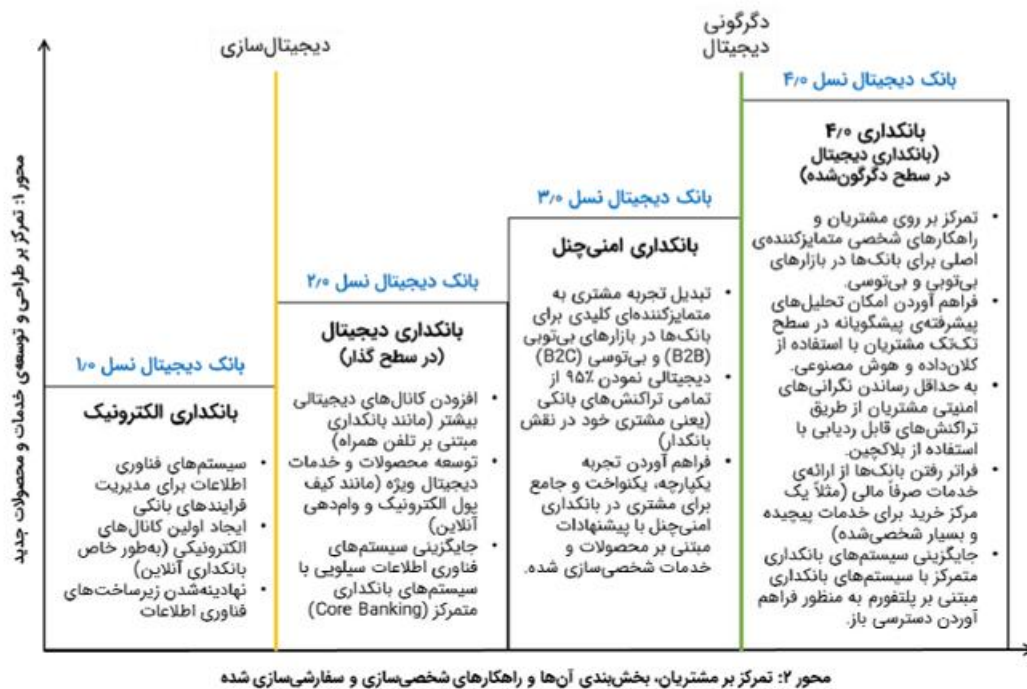 دیجیتال‌سازی
دگرگونی
دیجیتال
محور ۱: تمرکز بر طراحی و توسعه‌ی خدمات و محصولات جدید
بانک دیجیتال نسل ۱/۰
بانکداری الکترونیک
• سیستم‌های فناوری
اطلاعات برای مدیریت
فرایندهای بانکی
• ایجاد اولین کانال‌های
الکترونیکی (به‌طور خاص
بانکداری آنلاین)
• نهادینه‌شدن زیرساخت‌های
فناوری اطلاعات
بانک دیجیتال نسل ۲/۰
بانکداری دیجیتال
(در سطح گذار)
• افزودن کانال‌های دیجیتالی
بیشتر (مانند بانکداری
مبتنی بر تلفن همراه)
• توسعه محصولات و خدمات
دیجیتال ویژه (مانند کیف
پول الکترونیک و وام‌دهی
آنلاین)
• جایگزینی سیستم‌های
فناوری اطلاعات سیلویی با
سیستم‌های بانکداری
متمرکز (Core Banking)
بانک دیجیتال نسل ۳/۰
بانکداری امنی‌چنل
• تبدیل تجربه مشتری به
متمایزکننده‌ای کلیدی برای
بانک‌ها در بازارهای بی‌توبی
(B2B) و بی‌توسی (B2C)
• دیجیتالی نمودن ۹۵٪ از
تمامی تراکنش‌های بانکی
(یعنی مشتری خود در نقش
بانکدار)
• فراهم آوردن تجربه
یکپارچه، یکنواخت و جامع
برای مشتری در بانکداری
امنی‌چنل با پیشنهادات
مبتنی بر محصولات و
خدمات شخصی‌سازی شده.
بانک دیجیتال نسل ۴/۰
بانکداری ۴/۰
(بانکداری دیجیتال
در سطح دگرگون‌شده)
• تمرکز بر روی مشتریان و
راهکارهای شخصی متمایزکننده‌ی
اصلی برای بانک‌ها در بازارهای
بی‌توبی و بی‌توسی.
• فراهم آوردن امکان تحلیل‌های
پیشرفته‌ی پیشگویانه در سطح
تک‌تک مشتریان با استفاده از
کلان‌داده و هوش مصنوعی.
• به حداقل رساندن نگرانی‌های
امنیتی مشتریان از طریق
تراکنش‌های قابل ردیابی با
استفاده از بلاکچین.
• فراتر رفتن بانک‌ها از ارائه‌ی
خدمات صرفاً مالی (مثلاً یک
مرکز خرید برای خدمات پیچیده
و بسیار شخصی‌شده)
• جایگزینی سیستم‌های بانکداری
متمرکز با سیستم‌های بانکداری
مبتنی بر پلتفورم به منظور فراهم
آوردن دسترسی باز.
محور ۲: تمرکز بر مشتریان، بخش‌بندی آن‌ها و راهکارهای شخصی‌سازی و سفارشی‌سازی شده